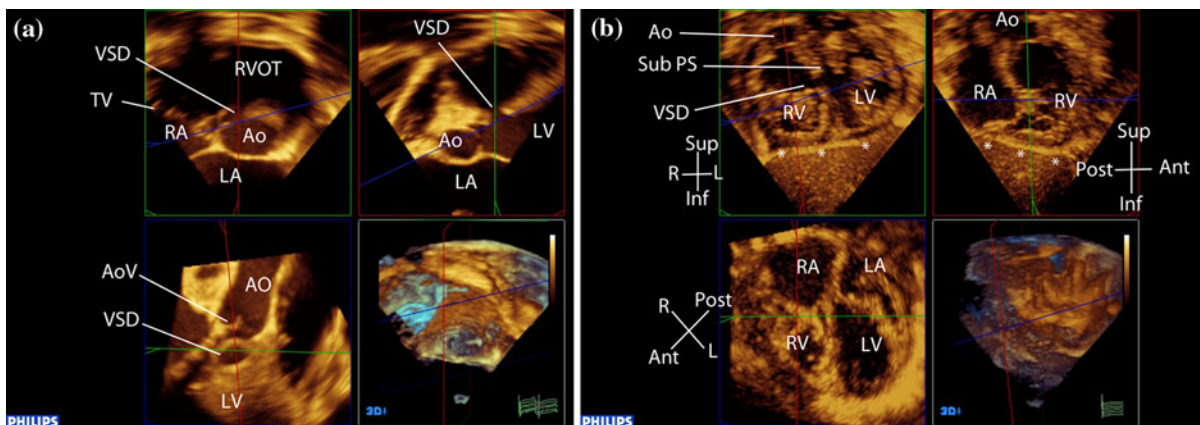 (a)
VSD
RVOT
TV
RA
Ao
LA
VSD
Ao
LV
LA
AoV
AO
VSD
LV
3D
PHILIPS
(b)
Ao
Sub PS
VSD
RV
LV
Sup
R L
Inf
Ao
RA
RV
Sup
Post Ant
Inf
RA
LA
R Post
Ant L
RV
LV
3D
PHILIPS